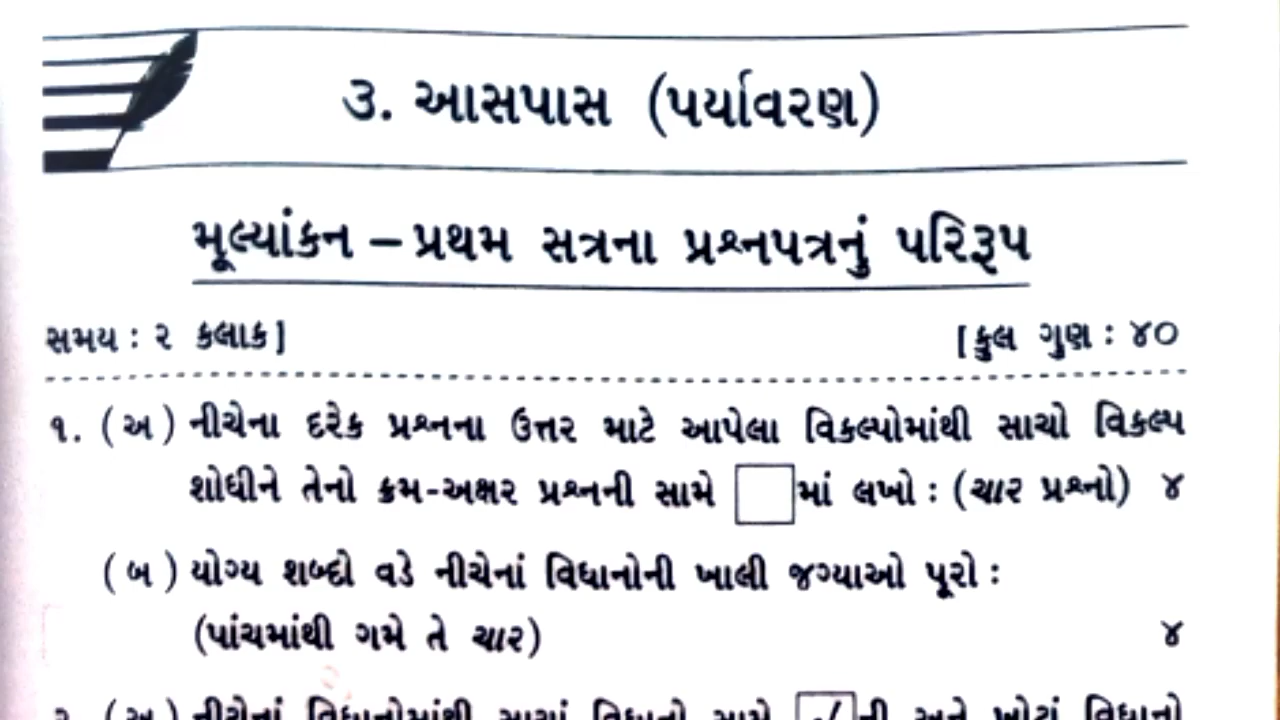 ૩. આસપાસ (પર્યાવરણ)
મૂલ્યાંકન – પ્રથમ સત્રના પ્રશ્નપત્રનું પરિરૂપ
સમય : ૨ કલાક]
[કુલ ગુણ : ૪૦
૧. (અ) નીચેના દરેક પ્રશ્નના ઉત્તર માટે આપેલા વિકલ્પોમાંથી સાચો વિકલ્પ
શોધીને તેનો ક્રમ-અક્ષર પ્રશ્નની સામે માં લખો : (ચાર પ્રશ્નો) ૪
(બ) યોગ્ય શબ્દો વડે નીચેનાં વિધાનોની ખાલી જગ્યાઓ પૂરો :
(પાંચમાંથી ગમે તે ચાર) ૪
૨. (અ) નીચેનાં વિધાનોમાંથી સાચાં વિધાનો સામે ✓ ની અને ખોટાં વિધાનો